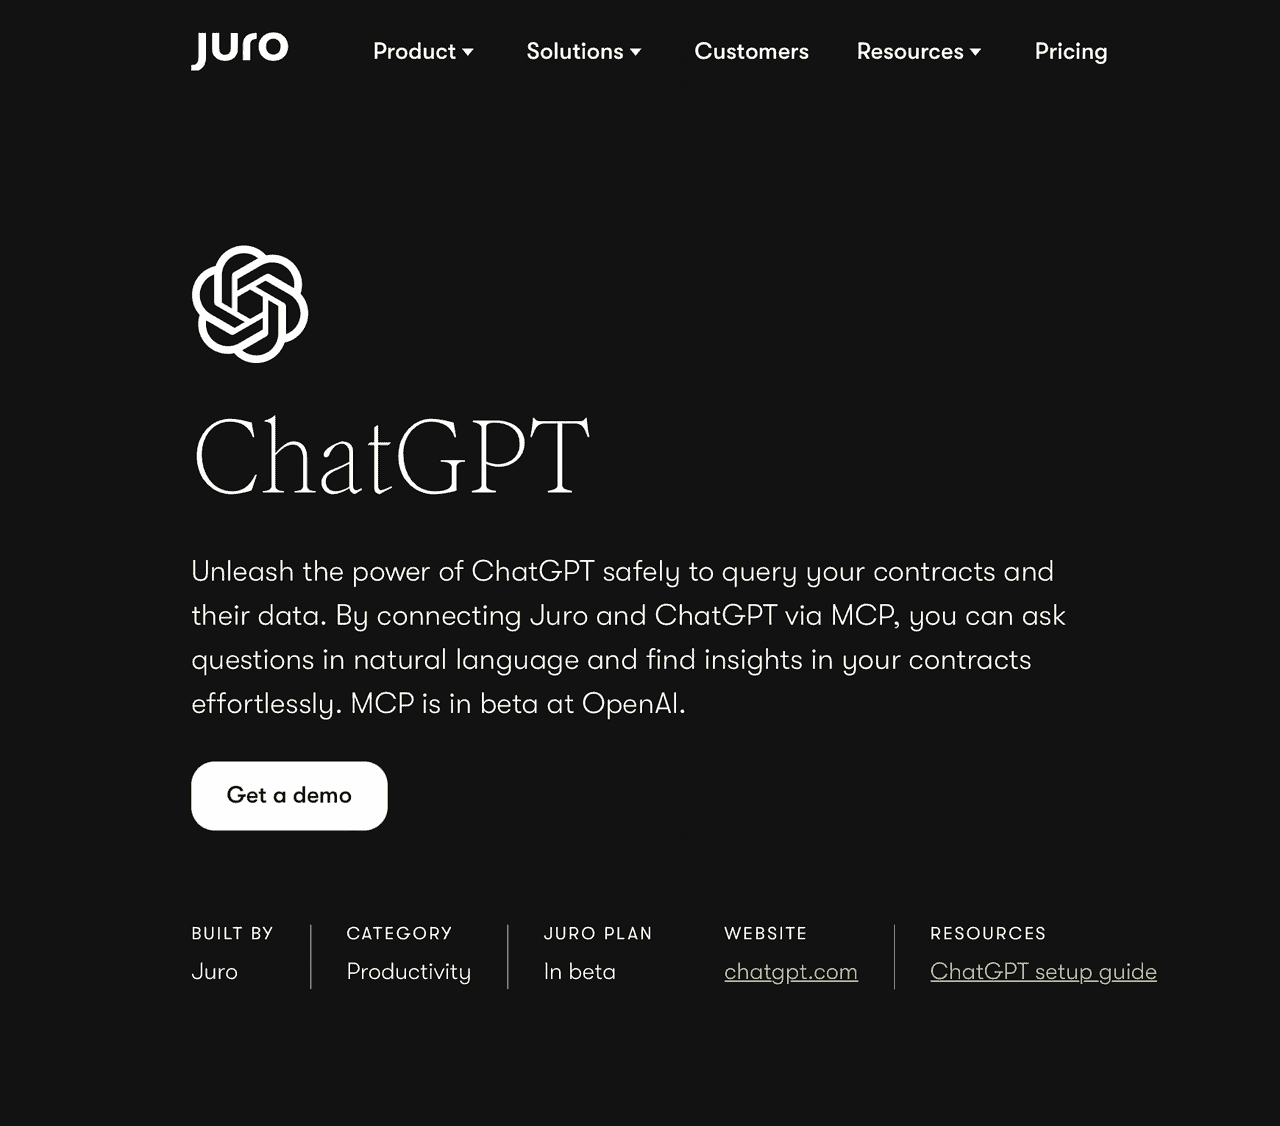 Juro
Product Solutions Customers Resources Pricing
ChatGPT
Unleash the power of ChatGPT safely to query your contracts and
their data. By connecting Juro and ChatGPT via MCP, you can ask
questions in natural language and find insights in your contracts
effortlessly. MCP is in beta at OpenAI.
Get a demo
BUILT BY
Juro
CATEGORY
Productivity
JURO PLAN
In beta
WEBSITE
chatgpt.com
RESOURCES
ChatGPT setup guide